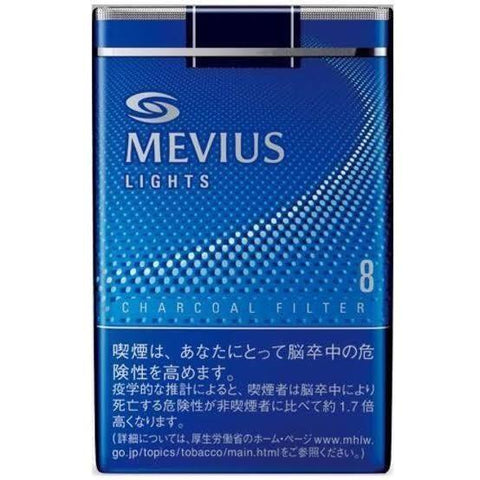 MEVIUS
LIGHTS
8
CHARCOAL FILTER
喫煙は、あなたにとって脳卒中の危
険性を高めます。
疫学的な推計によると、喫煙者は脳卒中により
死亡する危険性が非喫煙者に比べて約1.7倍
高くなります。
(詳細については、厚生労働省のホーム・ページ www.mhlw.
go.jp/topics/tobacco/main.htmlをご参照ください。)